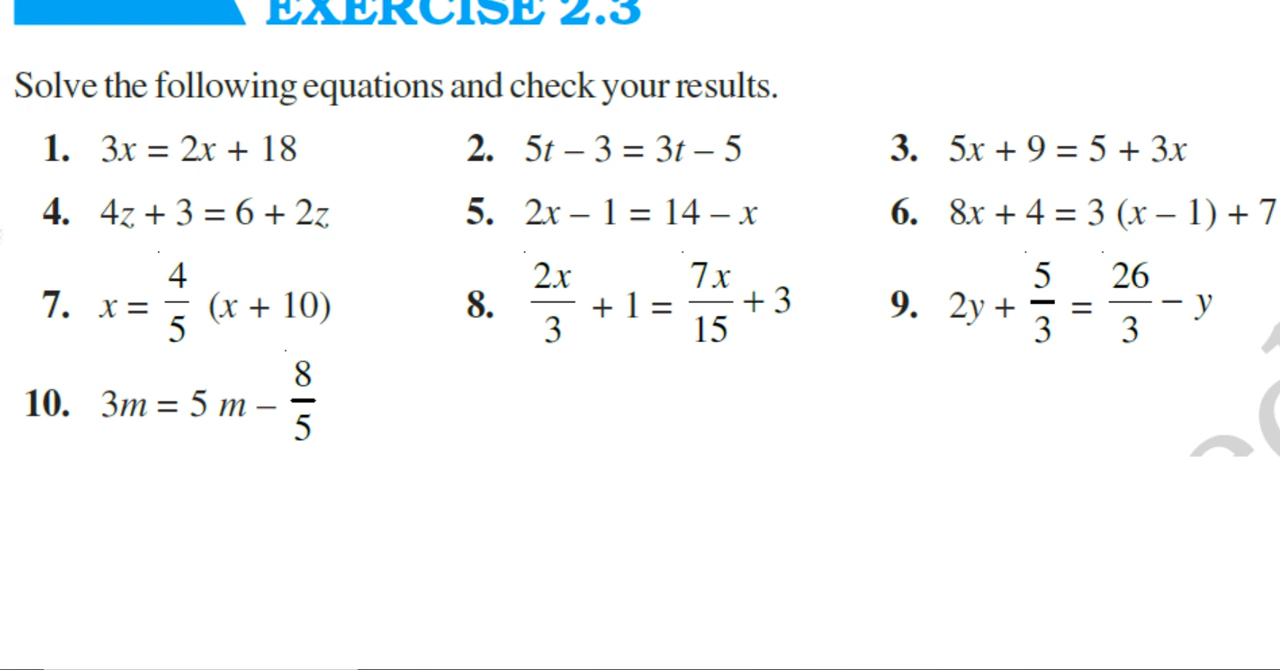 EXERCISE 2.3
Solve the following equations and check your results.
1. 3x = 2x + 18 2. 5t – 3 = 3t – 5 3. 5x + 9 = 5 + 3x
4. 4z + 3 = 6 + 2z 5. 2x – 1 = 14 – x 6. 8x + 4 = 3 (x – 1) + 7
7. x = 4/5 (x + 10) 8. 2x/3 + 1 = 7x/15 + 3 9. 2y + 5/3 = 26/3 – y
10. 3m = 5 m – 8/5